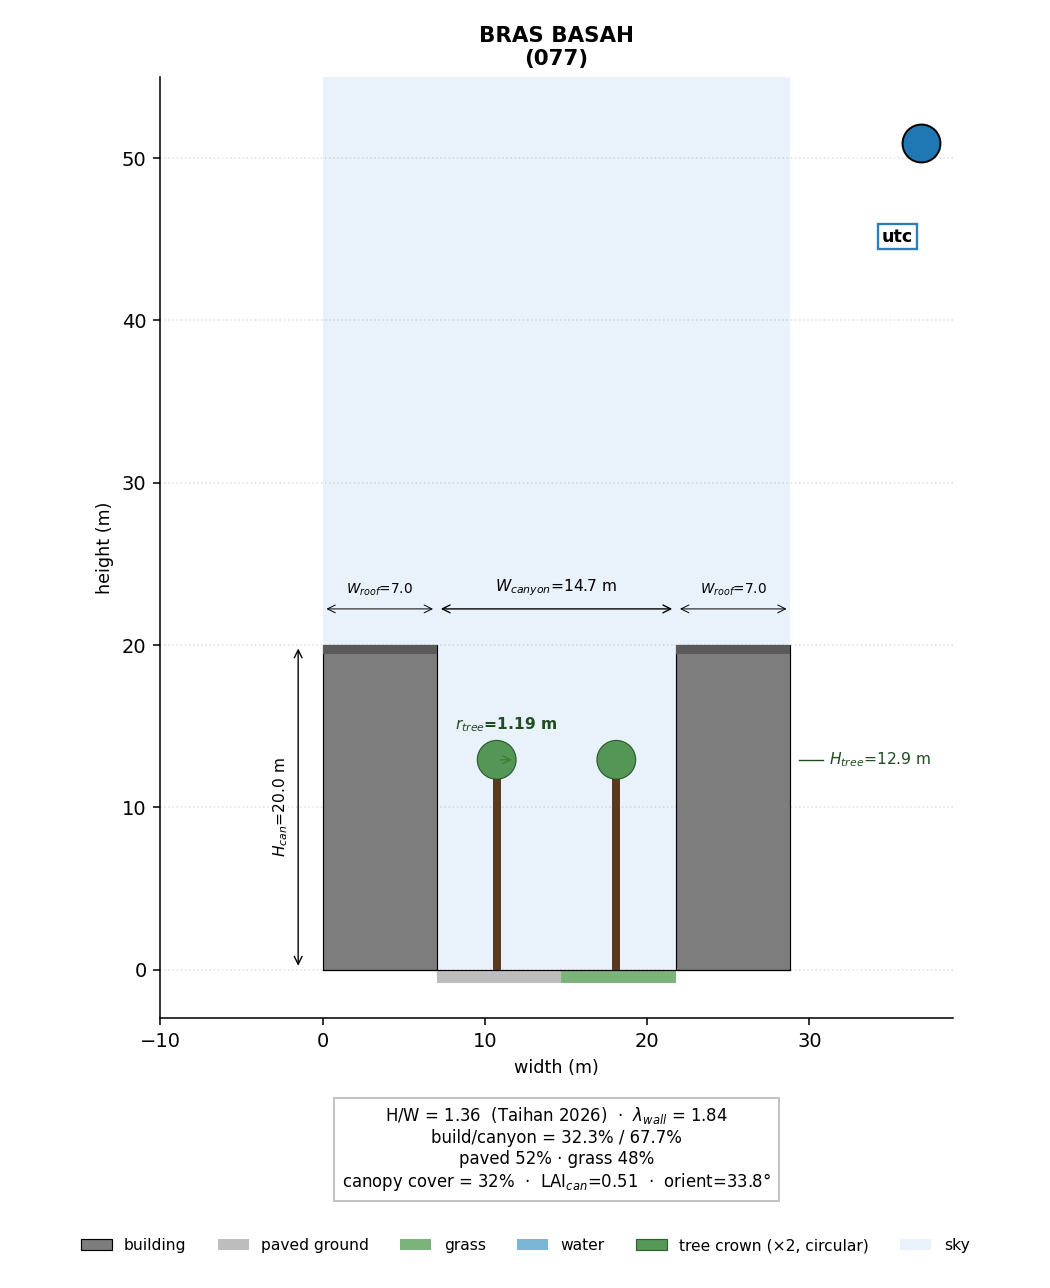 BRAS BASAH
(077)
50
40
30
20
10
0
height (m)
utc
W_roof=7.0
W_canyon=14.7 m
W_roof=7.0
r_tree=1.19 m
H_tree=12.9 m
H_can=20.0 m
−10
0
10
20
30
width (m)
H/W = 1.36 (Taihan 2026) · λ_wall = 1.84
build/canyon = 32.3% / 67.7%
paved 52% · grass 48%
canopy cover = 32% · LAI_can=0.51 · orient=33.8°
building
paved ground
grass
water
tree crown (×2, circular)
sky